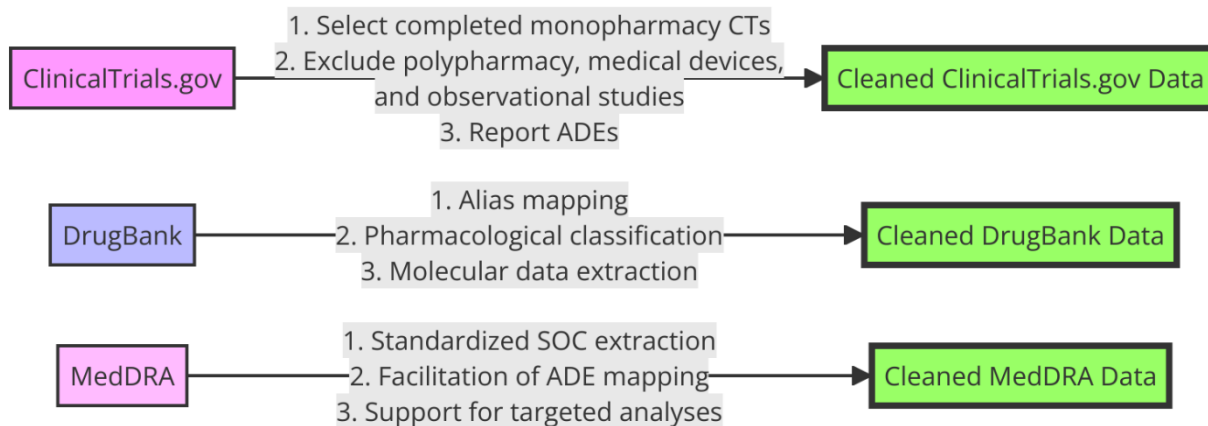 ClinicalTrials.gov
1. Select completed monopharmacy CTs
2. Exclude polypharmacy, medical devices,
and observational studies
3. Report ADEs
Cleaned ClinicalTrials.gov Data
DrugBank
1. Alias mapping
2. Pharmacological classification
3. Molecular data extraction
Cleaned DrugBank Data
MedDRA
1. Standardized SOC extraction
2. Facilitation of ADE mapping
3. Support for targeted analyses
Cleaned MedDRA Data